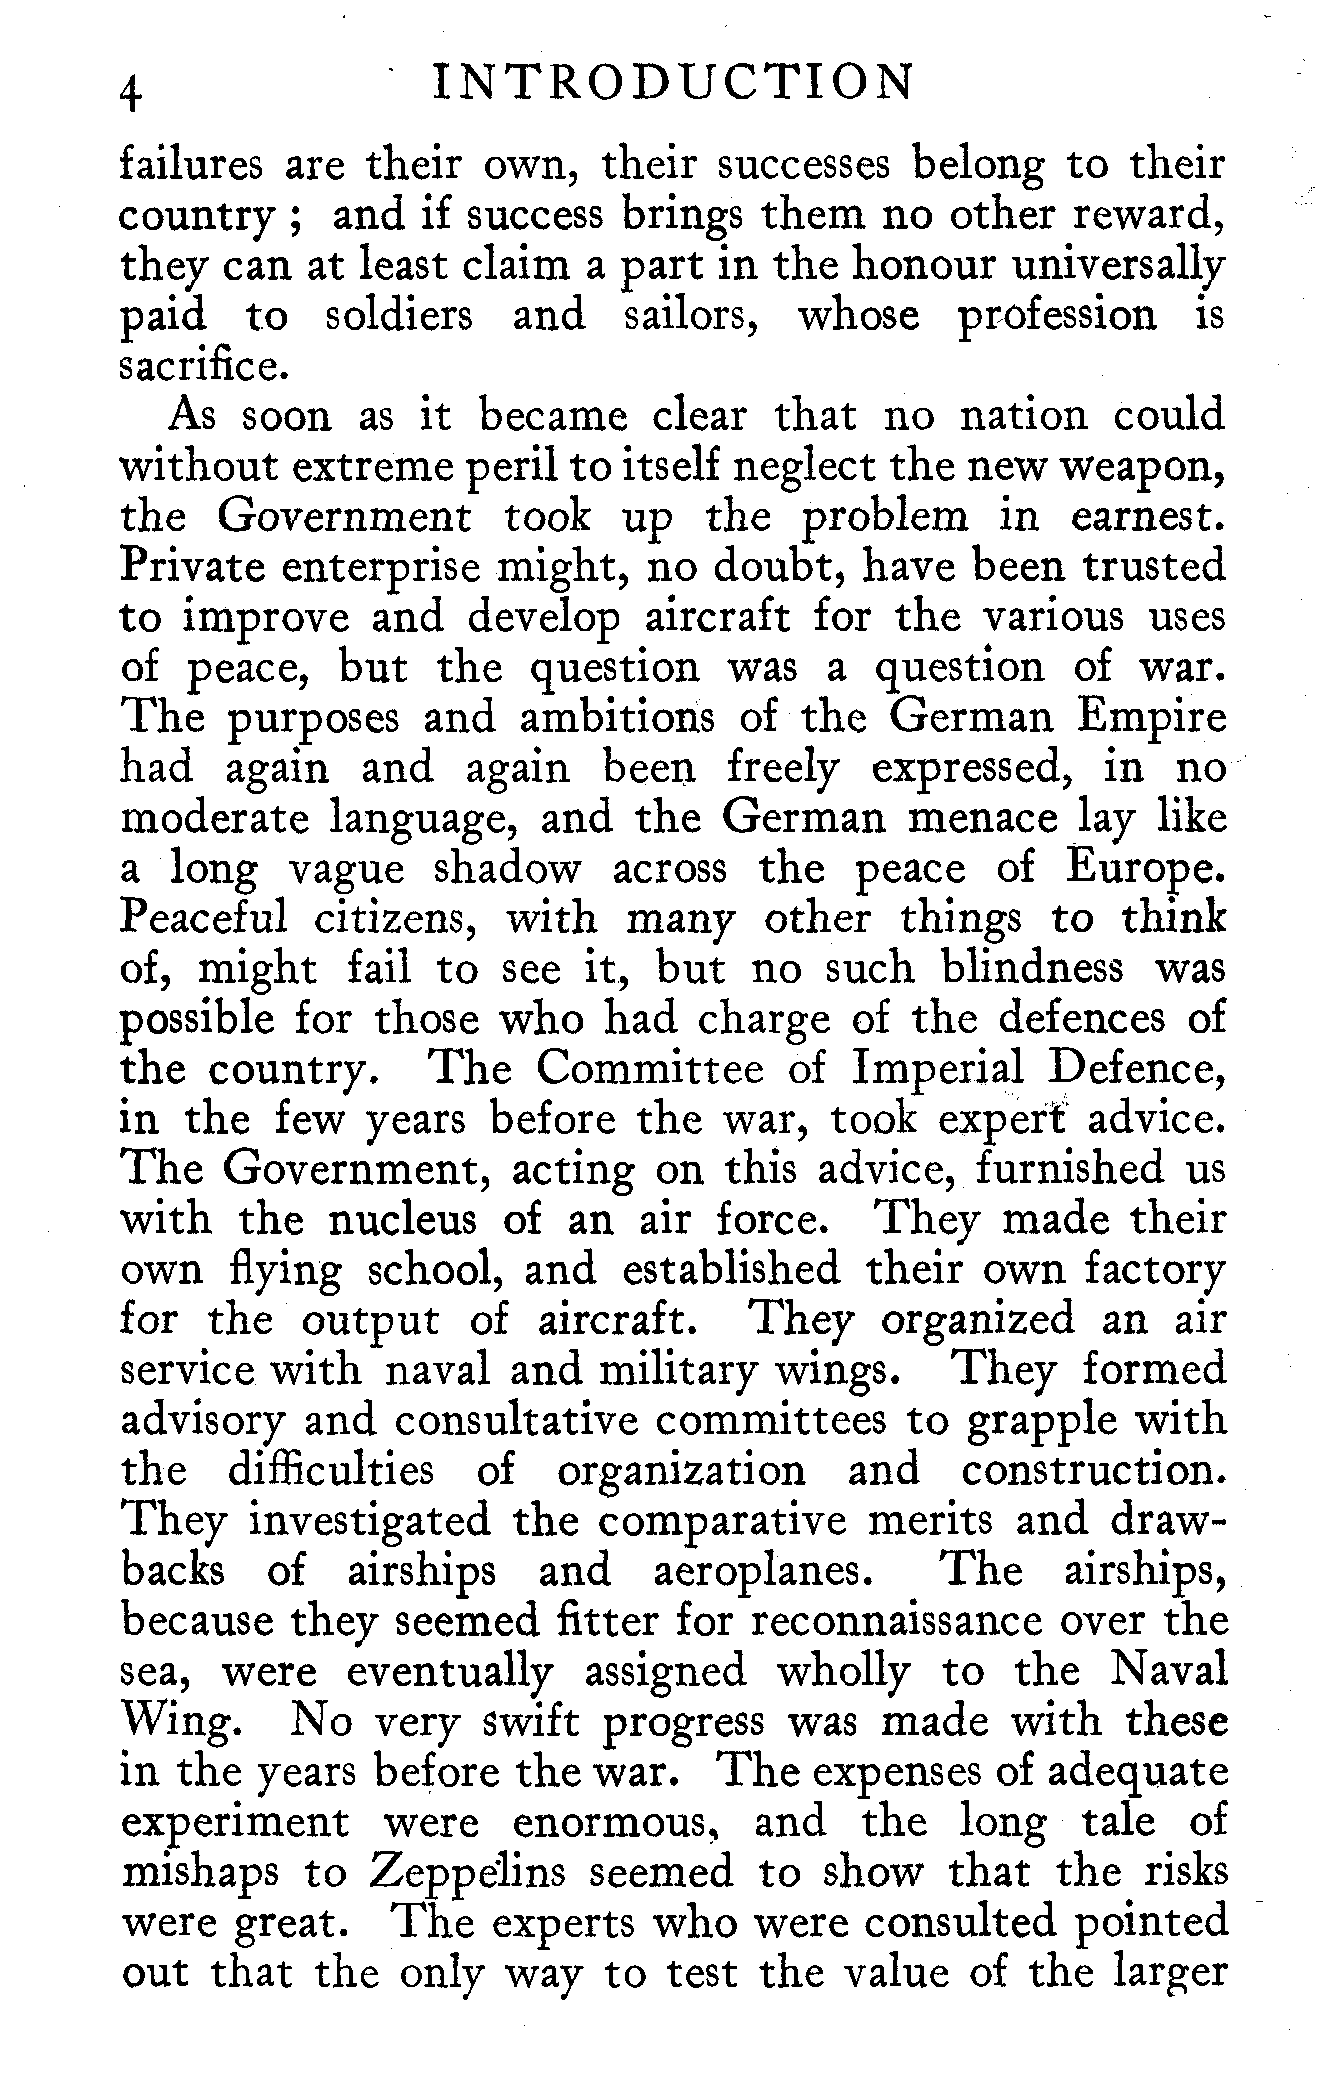 4 INTRODUCTION
failures are their own, their successes belong to their
country ; and if success brings them no other reward,
they can at least claim a part in the honour universally
paid to soldiers and sailors, whose profession is
sacrifice.
As soon as it became clear that no nation could
without extreme peril to itself neglect the new weapon,
the Government took up the problem in earnest.
Private enterprise might, no doubt, have been trusted
to improve and develop aircraft for the various uses
of peace, but the question was a question of war.
The purposes and ambitions of the German Empire
had again and again been freely expressed, in no
moderate language, and the German menace lay like
a long vague shadow across the peace of Europe.
Peaceful citizens, with many other things to think
of, might fail to see it, but no such blindness was
possible for those who had charge of the defences of
the country. The Committee of Imperial Defence,
in the few years before the war, took expert advice.
The Government, acting on this advice, furnished us
with the nucleus of an air force. They made their
own flying school, and established their own factory
for the output of aircraft. They organized an air
service with naval and military wings. They formed
advisory and consultative committees to grapple with
the difficulties of organization and construction.
They investigated the comparative merits and draw-
backs of airships and aeroplanes. The airships,
because they seemed fitter for reconnaissance over the
sea, were eventually assigned wholly to the Naval
Wing. No very swift progress was made with these
in the years before the war. The expenses of adequate
experiment were enormous, and the long tale of
mishaps to Zeppelins seemed to show that the risks
were great. The experts who were consulted pointed
out that the only way to test the value of the larger